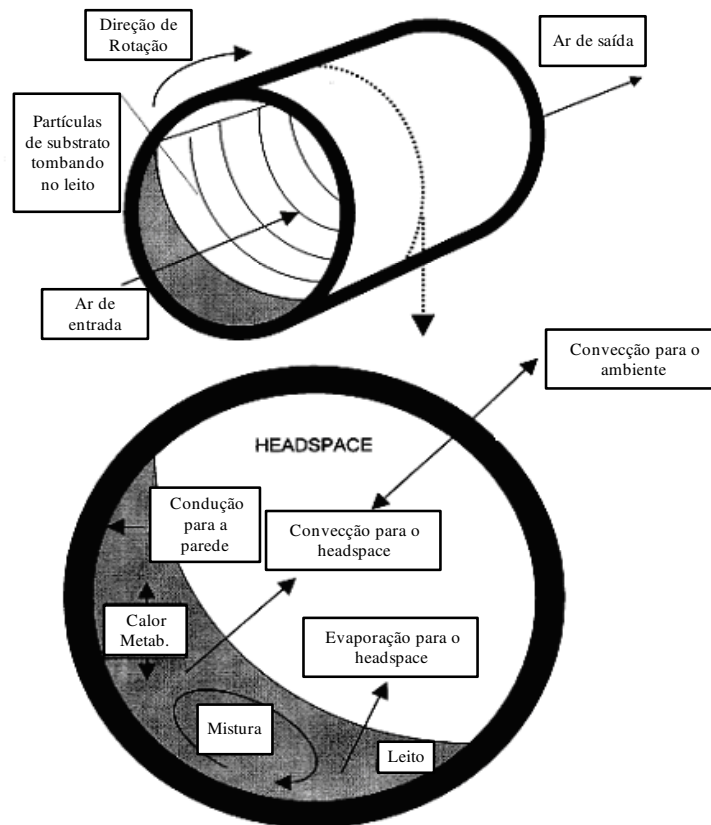 Direção de
Rotação
Ar de saída
Partículas
de substrato
tombando
no leito
Ar de
entrada
Convecção para o
ambiente
HEADSPACE
Condução
para a
parede
Convecção para o
headspace
Calor
Metab.
Evaporação para o
headspace
Mistura
Leito